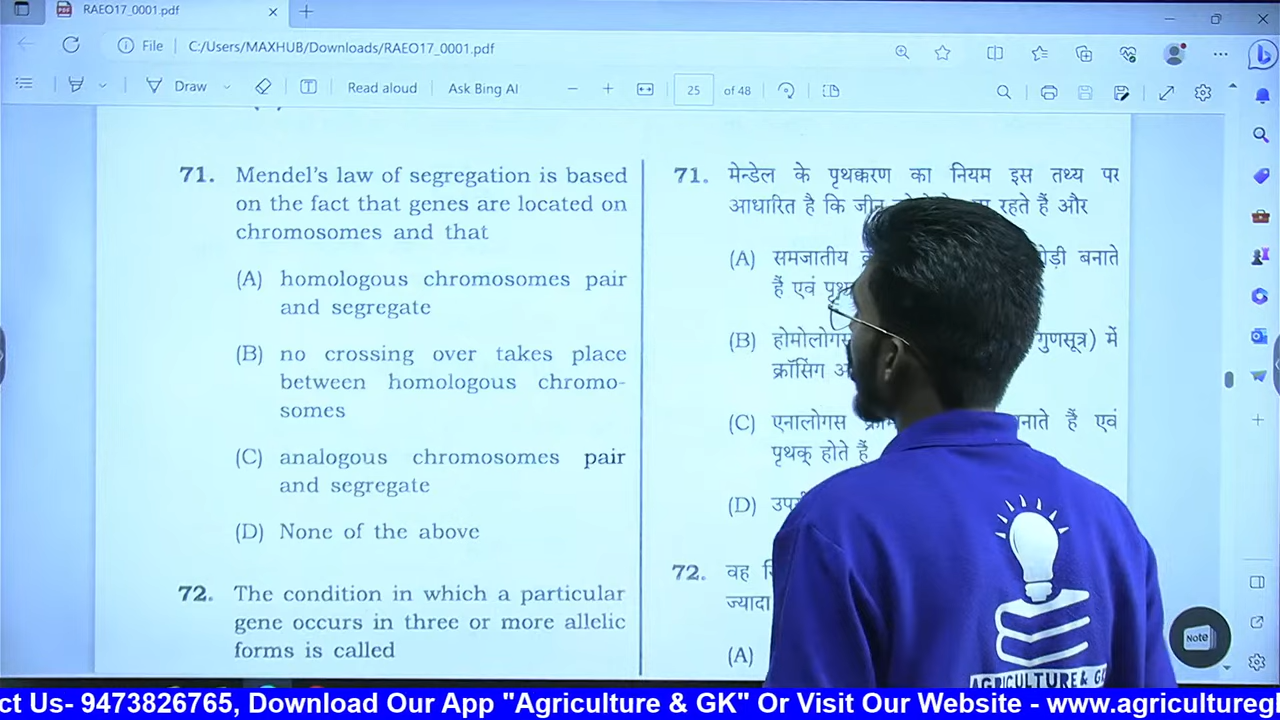 RAEO17_0001.pdf
File
C:/Users/MAXHUB/Downloads/RAEO17_0001.pdf
Draw
Read aloud
Ask Bing AI
25
of 48
71. Mendel's law of segregation is based
on the fact that genes are located on
chromosomes and that
(A) homologous chromosomes pair
and segregate
(B) no crossing over takes place
between homologous chromo-
somes
(C) analogous chromosomes pair
and segregate
(D) None of the above
72. The condition in which a particular
gene occurs in three or more allelic
forms is called
71. मेन्डेल के पृथक्करण का नियम इस तथ्य पर
आधारित है कि रहते हैं और
(A) समजातीय बनाते
हैं एवं
(B) में
क्रॉसिंग
(C) एनालोगस हैं एवं
पृथक् होते हैं
(D)
72. वह
ज्यादा
(A)
Note
AGRICULTURE &
ct Us- 9473826765, Download Our App "Agriculture & GK" Or Visit Our Website - www.agricultureg